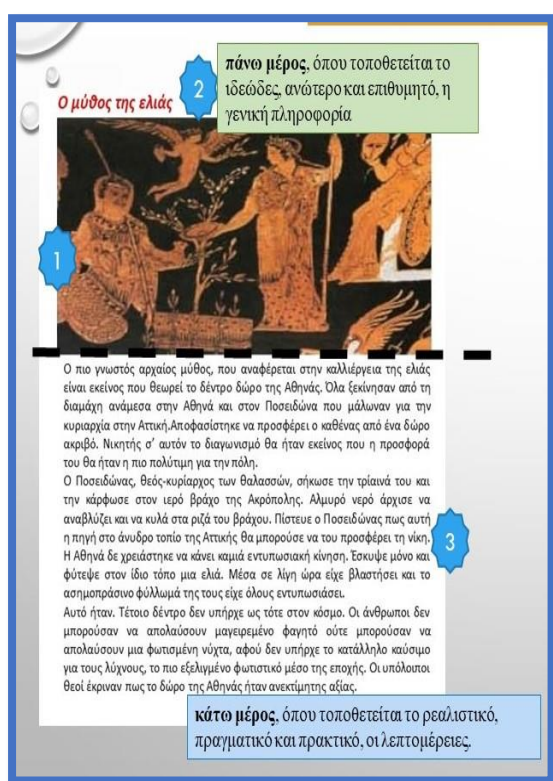 πάνω μέρος, όπου τοποθετείται το
ιδεώδες, ανώτερο και επιθυμητό, η
γενική πληροφορία
2
Ο μύθος της ελιάς
1
Ο πιο γνωστός αρχαίος μύθος, που αναφέρεται στην καλλιέργεια της ελιάς
είναι εκείνος που θεωρεί το δέντρο δώρο της Αθηνάς. Όλα ξεκίνησαν από τη
διαμάχη ανάμεσα στην Αθηνά και στον Ποσειδώνα που μάλωναν για την
κυριαρχία στην Αττική.Αποφασίστηκε να προσφέρει ο καθένας από ένα δώρο
ακριβό. Νικητής σ' αυτόν το διαγωνισμό θα ήταν εκείνος που η προσφορά
του θα ήταν η πιο πολύτιμη για την πόλη.
Ο Ποσειδώνας, θεός-κυρίαρχος των θαλασσών, σήκωσε την τρίαινά του και
την κάρφωσε στον ιερό βράχο της Ακρόπολης. Αλμυρό νερό άρχισε να
αναβλύζει και να κυλά στα ριζά του βράχου. Πίστευε ο Ποσειδώνας πως αυτή
η πηγή στο άνυδρο τοπίο της Αττικής θα μπορούσε να του προσφέρει τη νίκη.
3
Η Αθηνά δε χρειάστηκε να κάνει καμιά εντυπωσιακή κίνηση. Έσκυψε μόνο και
φύτεψε στον ίδιο τόπο μια ελιά. Μέσα σε λίγη ώρα είχε βλαστήσει και το
ασημοπράσινο φύλλωμά της τους είχε όλους εντυπωσιάσει.
Αυτό ήταν. Τέτοιο δέντρο δεν υπήρχε ως τότε στον κόσμο. Οι άνθρωποι δεν
μπορούσαν να απολαύσουν μαγειρεμένο φαγητό ούτε μπορούσαν να
απολαύσουν μια φωτισμένη νύχτα, αφού δεν υπήρχε το κατάλληλο καύσιμο
για τους λύχνους, το πιο εξελιγμένο φωτιστικό μέσο της εποχής. Οι υπόλοιποι
θεοί έκριναν πως το δώρο της Αθηνάς ήταν ανεκτίμητης αξίας.
κάτω μέρος, όπου τοποθετείται το ρεαλιστικό,
πραγματικό και πρακτικό, οι λεπτομέρειες.